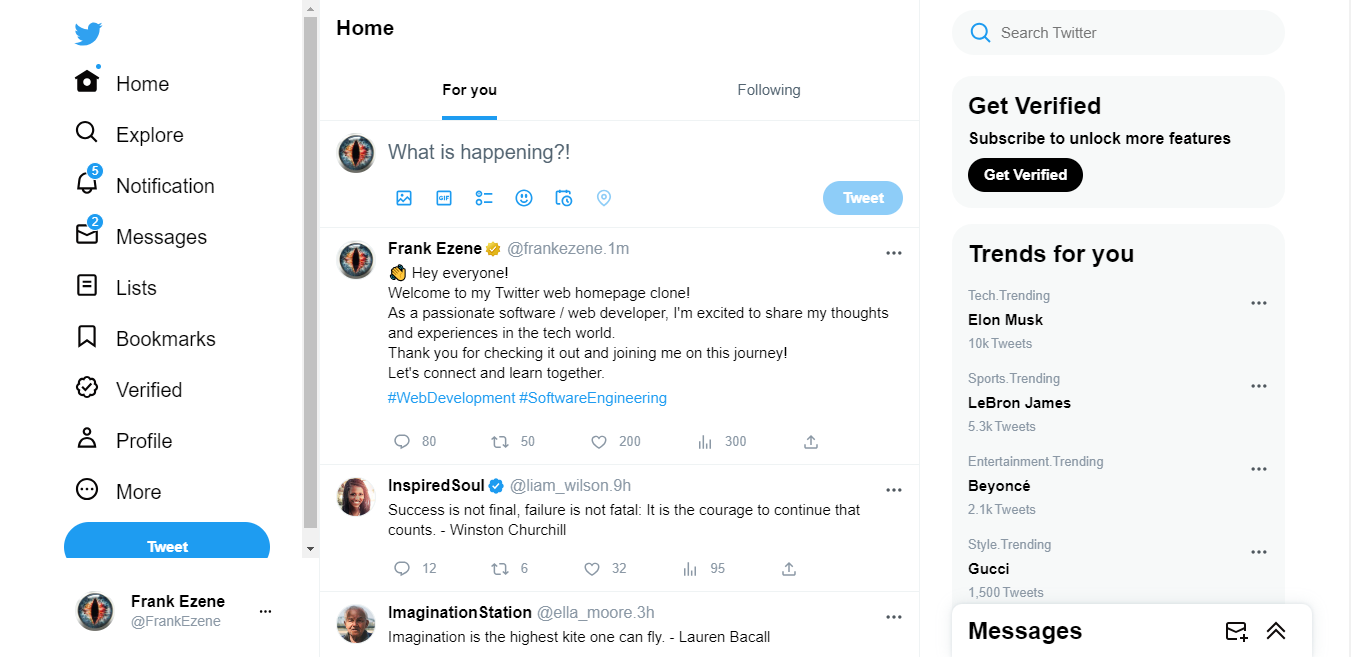 Home
Explore
5
Notification
2
Messages
Lists
Bookmarks
Verified
Profile
More
Tweet
Frank Ezene
@FrankEzene
Home
For you
Following
What is happening?!
GIF
Tweet
Frank Ezene @frankezene.1m
👏 Hey everyone!
Welcome to my Twitter web homepage clone!
As a passionate software / web developer, I'm excited to share my thoughts
and experiences in the tech world.
Thank you for checking it out and joining me on this journey!
Let's connect and learn together.
#WebDevelopment #SoftwareEngineering
80 50 200 300
InspiredSoul @liam_wilson.9h
Success is not final, failure is not fatal: It is the courage to continue that
counts. - Winston Churchill
12 6 32 95
ImaginationStation @ella_moore.3h
Imagination is the highest kite one can fly. - Lauren Bacall
Search Twitter
Get Verified
Subscribe to unlock more features
Get Verified
Trends for you
Tech.Trending
Elon Musk
10k Tweets
Sports.Trending
LeBron James
5.3k Tweets
Entertainment.Trending
Beyoncé
2.1k Tweets
Style.Trending
Gucci
1,500 Tweets
Messages